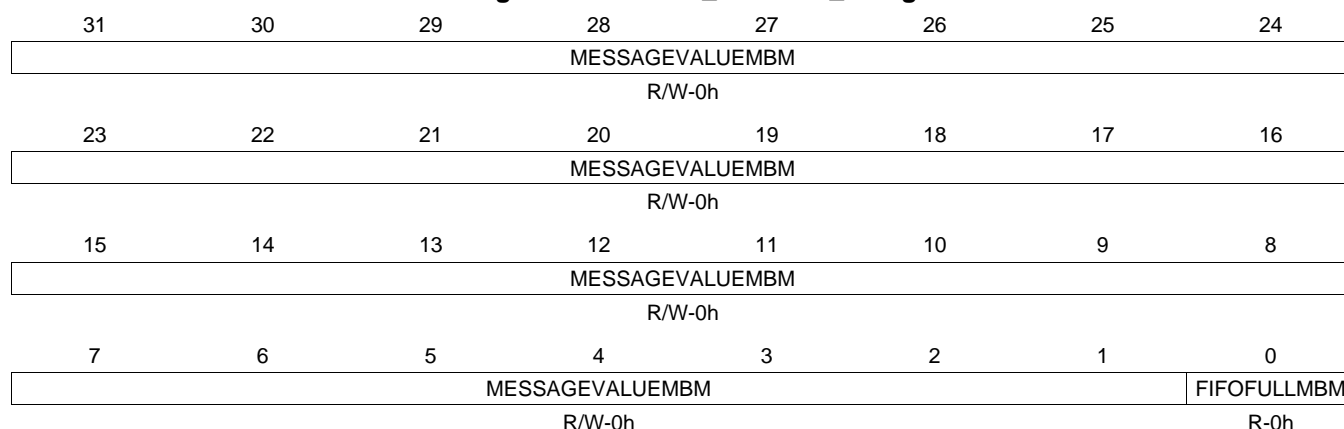 31 30 29 28 27 26 25 24
MESSAGEVALUEMBM
R/W-0h
23 22 21 20 19 18 17 16
MESSAGEVALUEMBM
R/W-0h
15 14 13 12 11 10 9 8
MESSAGEVALUEMBM
R/W-0h
7 6 5 4 3 2 1 0
MESSAGEVALUEMBM FIFOFULLMBM
R/W-0h R-0h